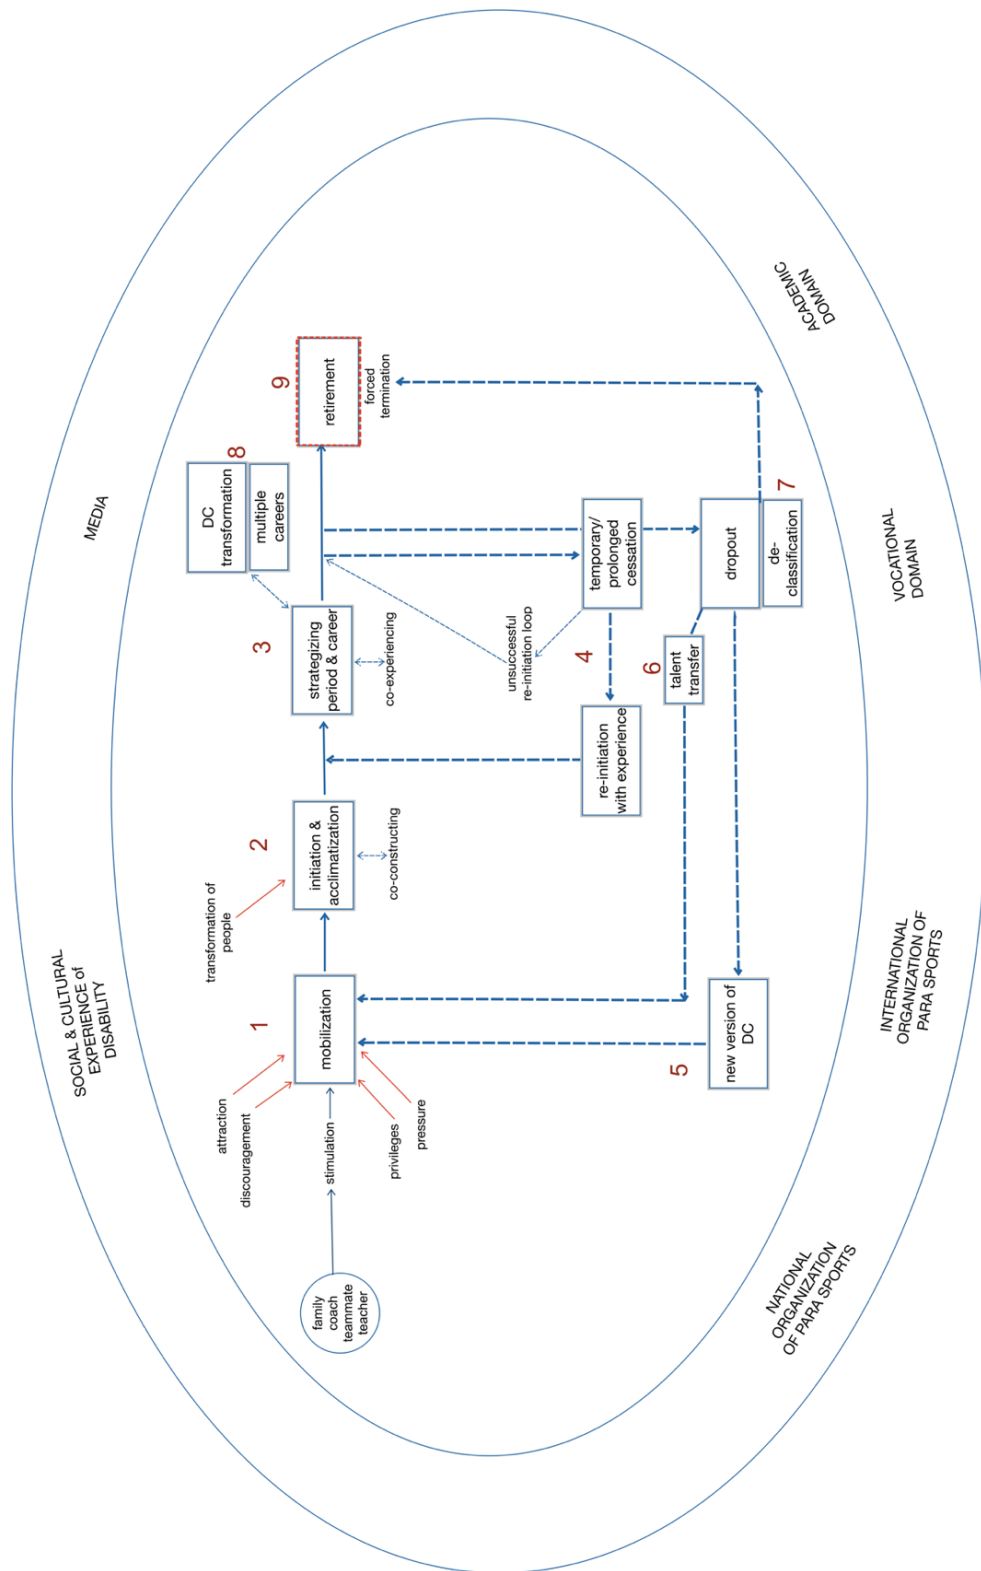 SOCIAL & CULTURAL
EXPERIENCE of
DISABILITY
MEDIA
attraction
discouragement
stimulation
privileges
pressure
family
coach
teammate
teacher
1
mobilization
transformation of
people
2
initiation &
acclimatization
co-constructing
3
strategizing
period & career
co-experiencing
DC
transformation
multiple
careers
8
9
retirement
forced
termination
unsuccessful
re-initiation loop
4
temporary/
prolonged
cessation
re-initiation
with experience
5
new version of
DC
6
talent
transfer
dropout
7
de-
classification
NATIONAL
ORGANIZATION
OF PARA SPORTS
INTERNATIONAL
ORGANIZATION OF
PARA SPORTS
VOCATIONAL
DOMAIN
ACADEMIC
DOMAIN